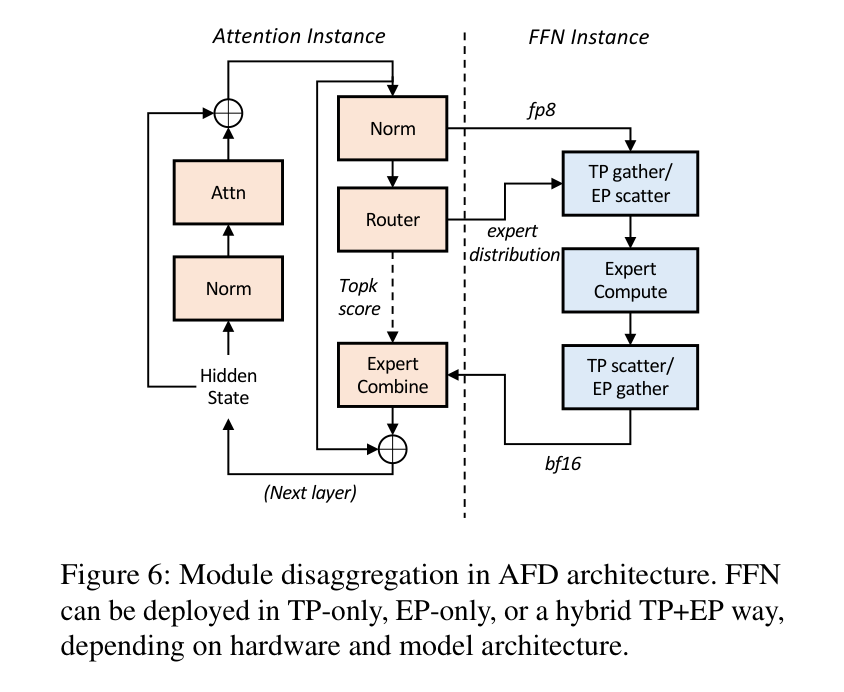 Attention Instance
FFN Instance
Norm
fp8
TP gather/
EP scatter
Attn
Router
expert
distribution
Norm
Topk
score
Expert
Compute
Hidden
State
Expert
Combine
TP scatter/
EP gather
bf16
(Next layer)
Figure 6: Module disaggregation in AFD architecture. FFN
can be deployed in TP-only, EP-only, or a hybrid TP+EP way,
depending on hardware and model architecture.